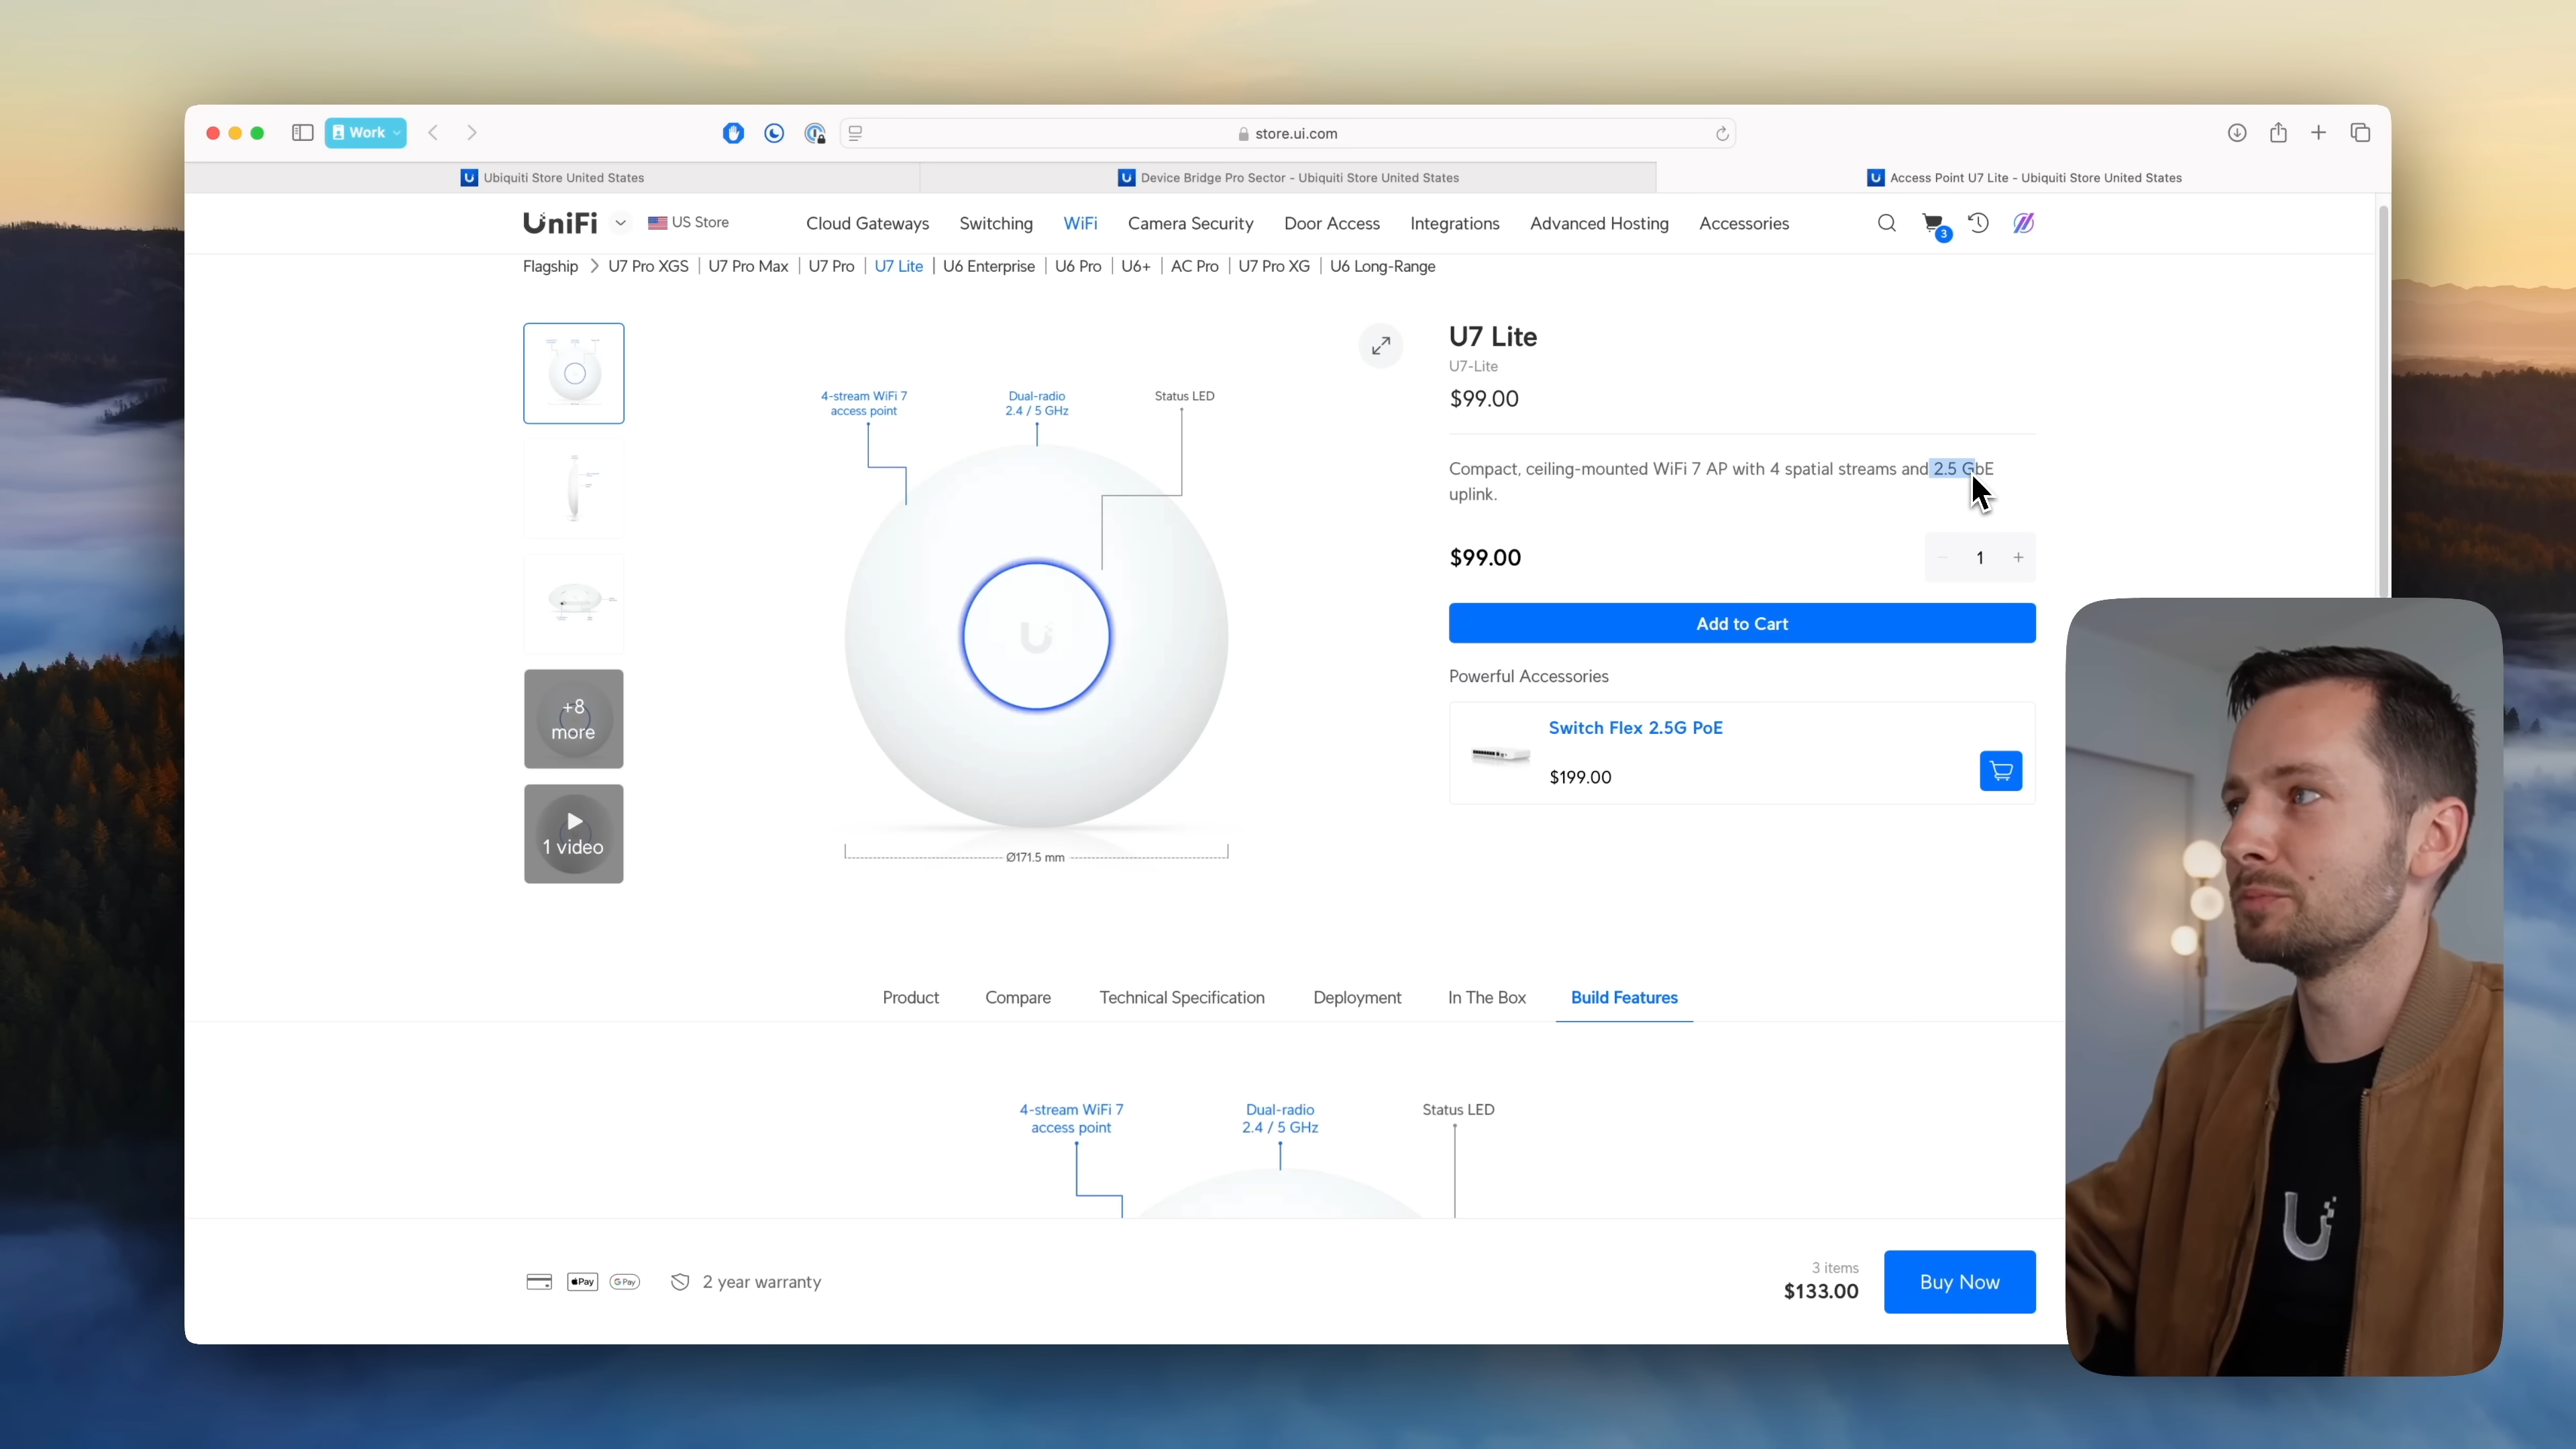 Work
store.ui.com
Ubiquiti Store United States
Device Bridge Pro Sector - Ubiquiti Store United States
Access Point U7 Lite - Ubiquiti Store United States
UniFi
US Store
Cloud Gateways
Switching
WiFi
Camera Security
Door Access
Integrations
Advanced Hosting
Accessories
3
Flagship
U7 Pro XGS
U7 Pro Max
U7 Pro
U7 Lite
U6 Enterprise
U6 Pro
U6+
AC Pro
U7 Pro XG
U6 Long-Range
4-stream WiFi 7
access point
Dual-radio
2.4 / 5 GHz
Status LED
Ø171.5 mm
+8
more
1 video
U7 Lite
U7-Lite
$99.00
Compact, ceiling-mounted WiFi 7 AP with 4 spatial streams and 2.5 GbE
uplink.
$99.00
1
Add to Cart
Powerful Accessories
Switch Flex 2.5G PoE
$199.00
Product
Compare
Technical Specification
Deployment
In The Box
Build Features
4-stream WiFi 7
access point
Dual-radio
2.4 / 5 GHz
Status LED
Pay
G Pay
2 year warranty
3 items
$133.00
Buy Now